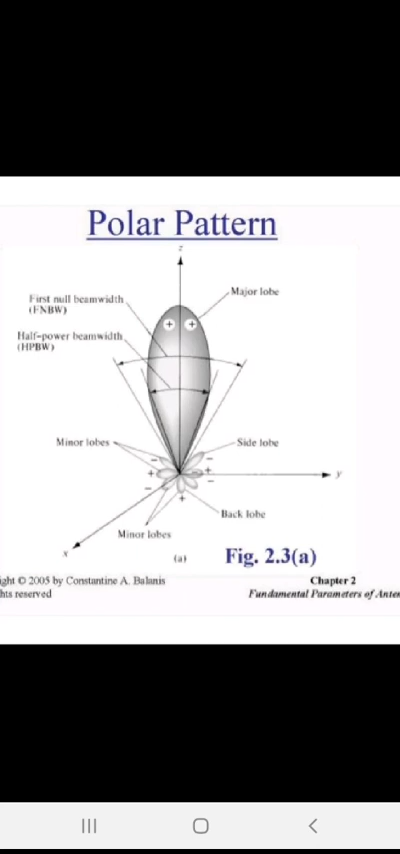 Polar Pattern
z
First null beamwidth
(FNBW)
Major lobe
+ +
Half-power beamwidth
(HPBW)
Minor lobes
Side lobe
y
Back lobe
Minor lobes
x
(a)
Fig. 2.3(a)
ght © 2005 by Constantine A. Balanis
hts reserved
Chapter 2
Fundamental Parameters of Anten